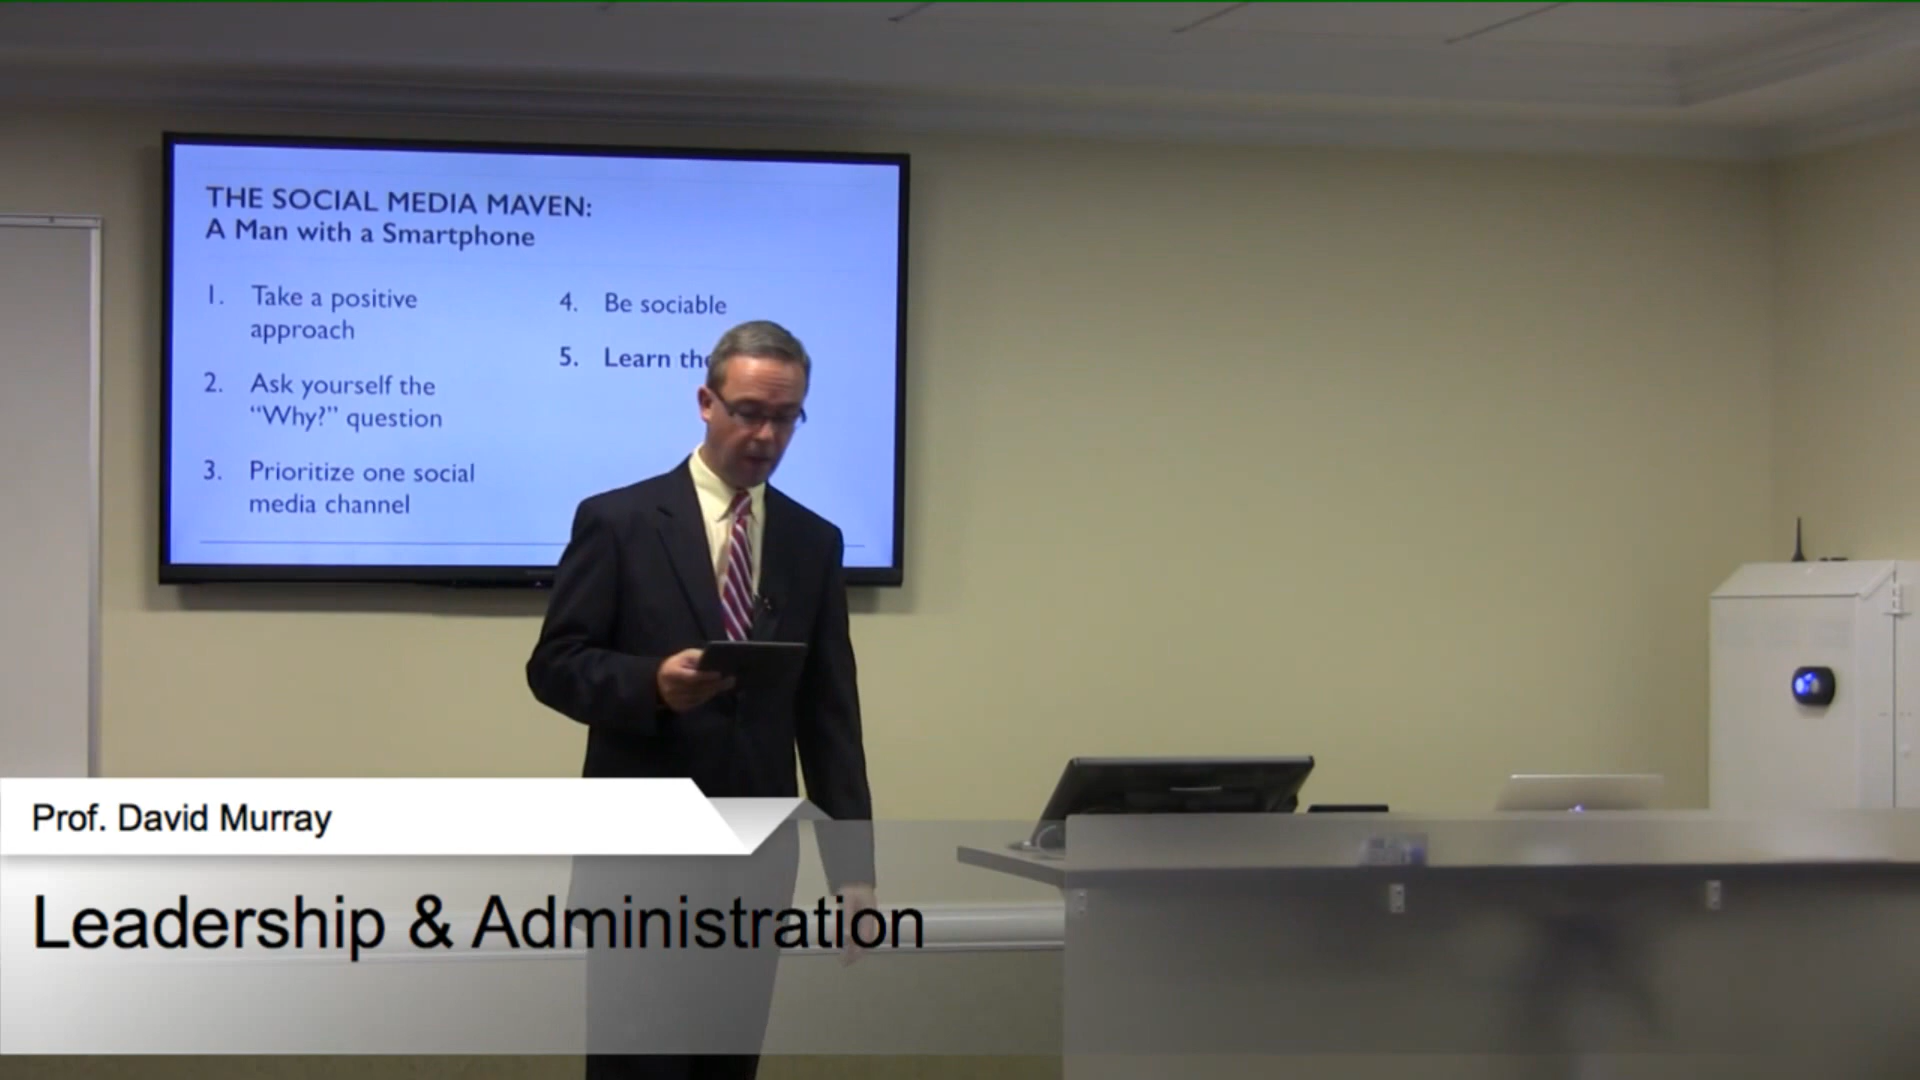 THE SOCIAL MEDIA MAVEN:
A Man with a Smartphone
1. Take a positive
approach
2. Ask yourself the
“Why?” question
3. Prioritize one social
media channel
4. Be sociable
5. Learn the
Prof. David Murray
Leadership & Administration